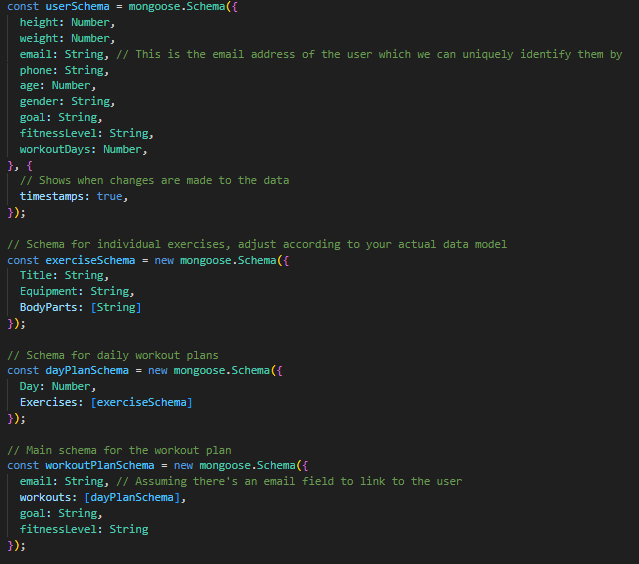 const userSchema = mongoose.Schema({
  height: Number,
  weight: Number,
  email: String, // This is the email address of the user which we can uniquely identify them by
  phone: String,
  age: Number,
  gender: String,
  goal: String,
  fitnessLevel: String,
  workoutDays: Number,
}, {
  // Shows when changes are made to the data
  timestamps: true,
});

// Schema for individual exercises, adjust according to your actual data model
const exerciseSchema = new mongoose.Schema({
  Title: String,
  Equipment: String,
  BodyParts: [String]
});

// Schema for daily workout plans
const dayPlanSchema = new mongoose.Schema({
  Day: Number,
  Exercises: [exerciseSchema]
});

// Main schema for the workout plan
const workoutPlanSchema = new mongoose.Schema({
  email: String, // Assuming there's an email field to link to the user
  workouts: [dayPlanSchema],
  goal: String,
  fitnessLevel: String
});